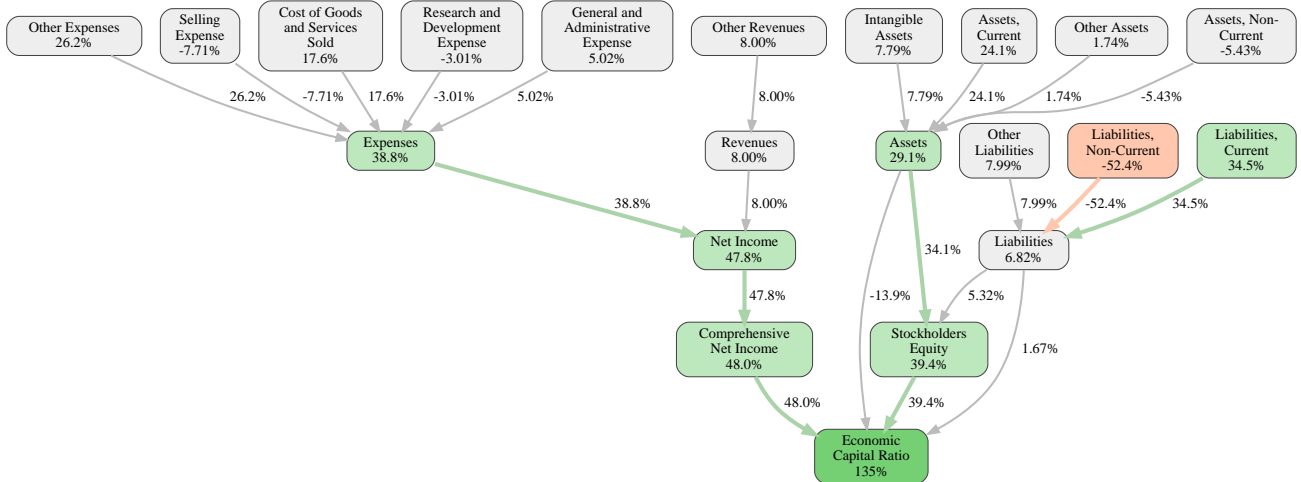 Other Expenses
26.2%
Selling
Expense
-7.71%
Cost of Goods
and Services
Sold
17.6%
Research and
Development
Expense
-3.01%
General and
Administrative
Expense
5.02%
Other Revenues
8.00%
Intangible
Assets
7.79%
Assets,
Current
24.1%
Other Assets
1.74%
Assets, Non-
Current
-5.43%
26.2%
-7.71%
17.6%
-3.01%
5.02%
8.00%
7.79%
24.1%
1.74%
-5.43%
Expenses
38.8%
Revenues
8.00%
Assets
29.1%
Other
Liabilities
7.99%
Liabilities,
Non-Current
-52.4%
Liabilities,
Current
34.5%
38.8%
8.00%
7.99%
-52.4%
34.5%
Net Income
47.8%
34.1%
Liabilities
6.82%
47.8%
-13.9%
5.32%
Comprehensive
Net Income
48.0%
Stockholders
Equity
39.4%
1.67%
48.0%
39.4%
Economic
Capital Ratio
135%